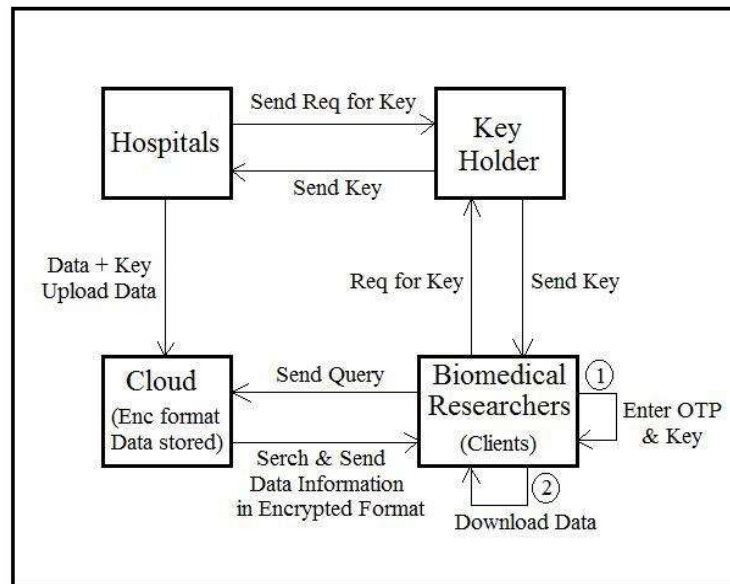 Hospitals
Send Req for Key
Key
Holder
Send Key
Data + Key
Upload Data
Req for Key
Send Key
Cloud
(Enc format
Data stored)
Send Query
Serch & Send
Data Information
in Encrypted Format
Biomedical
Researchers
(Clients)
1
Enter OTP
& Key
2
Download Data